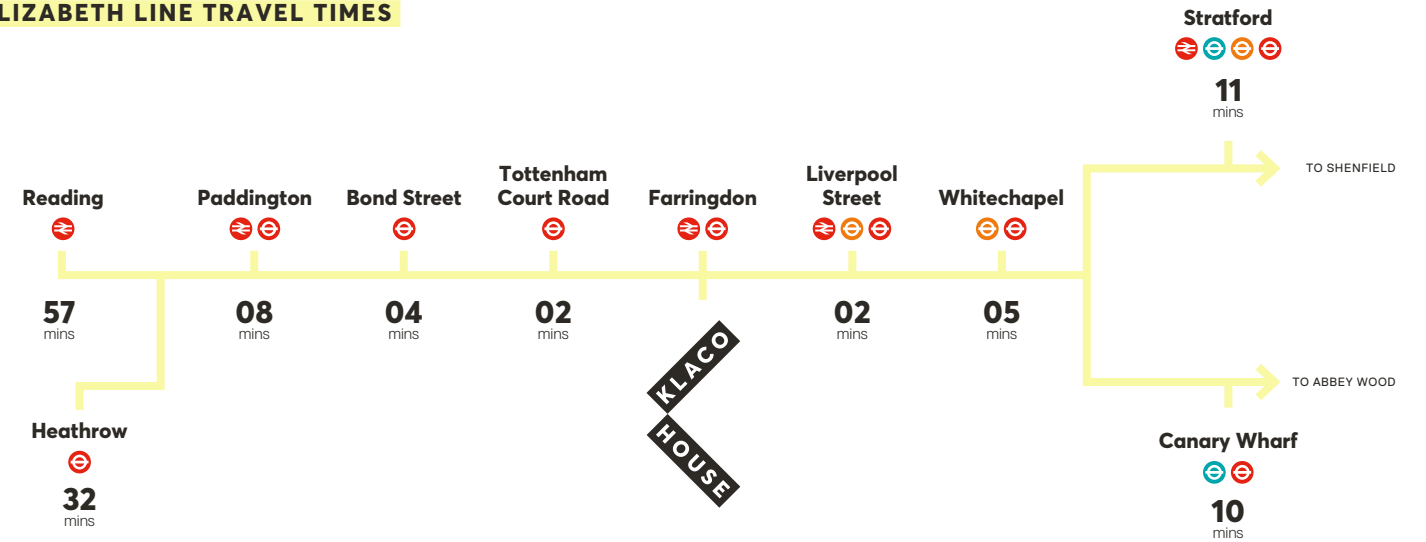 LIZABETH LINE TRAVEL TIMES
Stratford
11
mins
TO SHENFIELD
Reading
Paddington
Bond Street
Tottenham
Court Road
Farringdon
Liverpool
Street
Whitechapel
57
mins
08
mins
04
mins
02
mins
02
mins
05
mins
KLACO
HOUSE
TO ABBEY WOOD
Heathrow
32
mins
Canary Wharf
10
mins